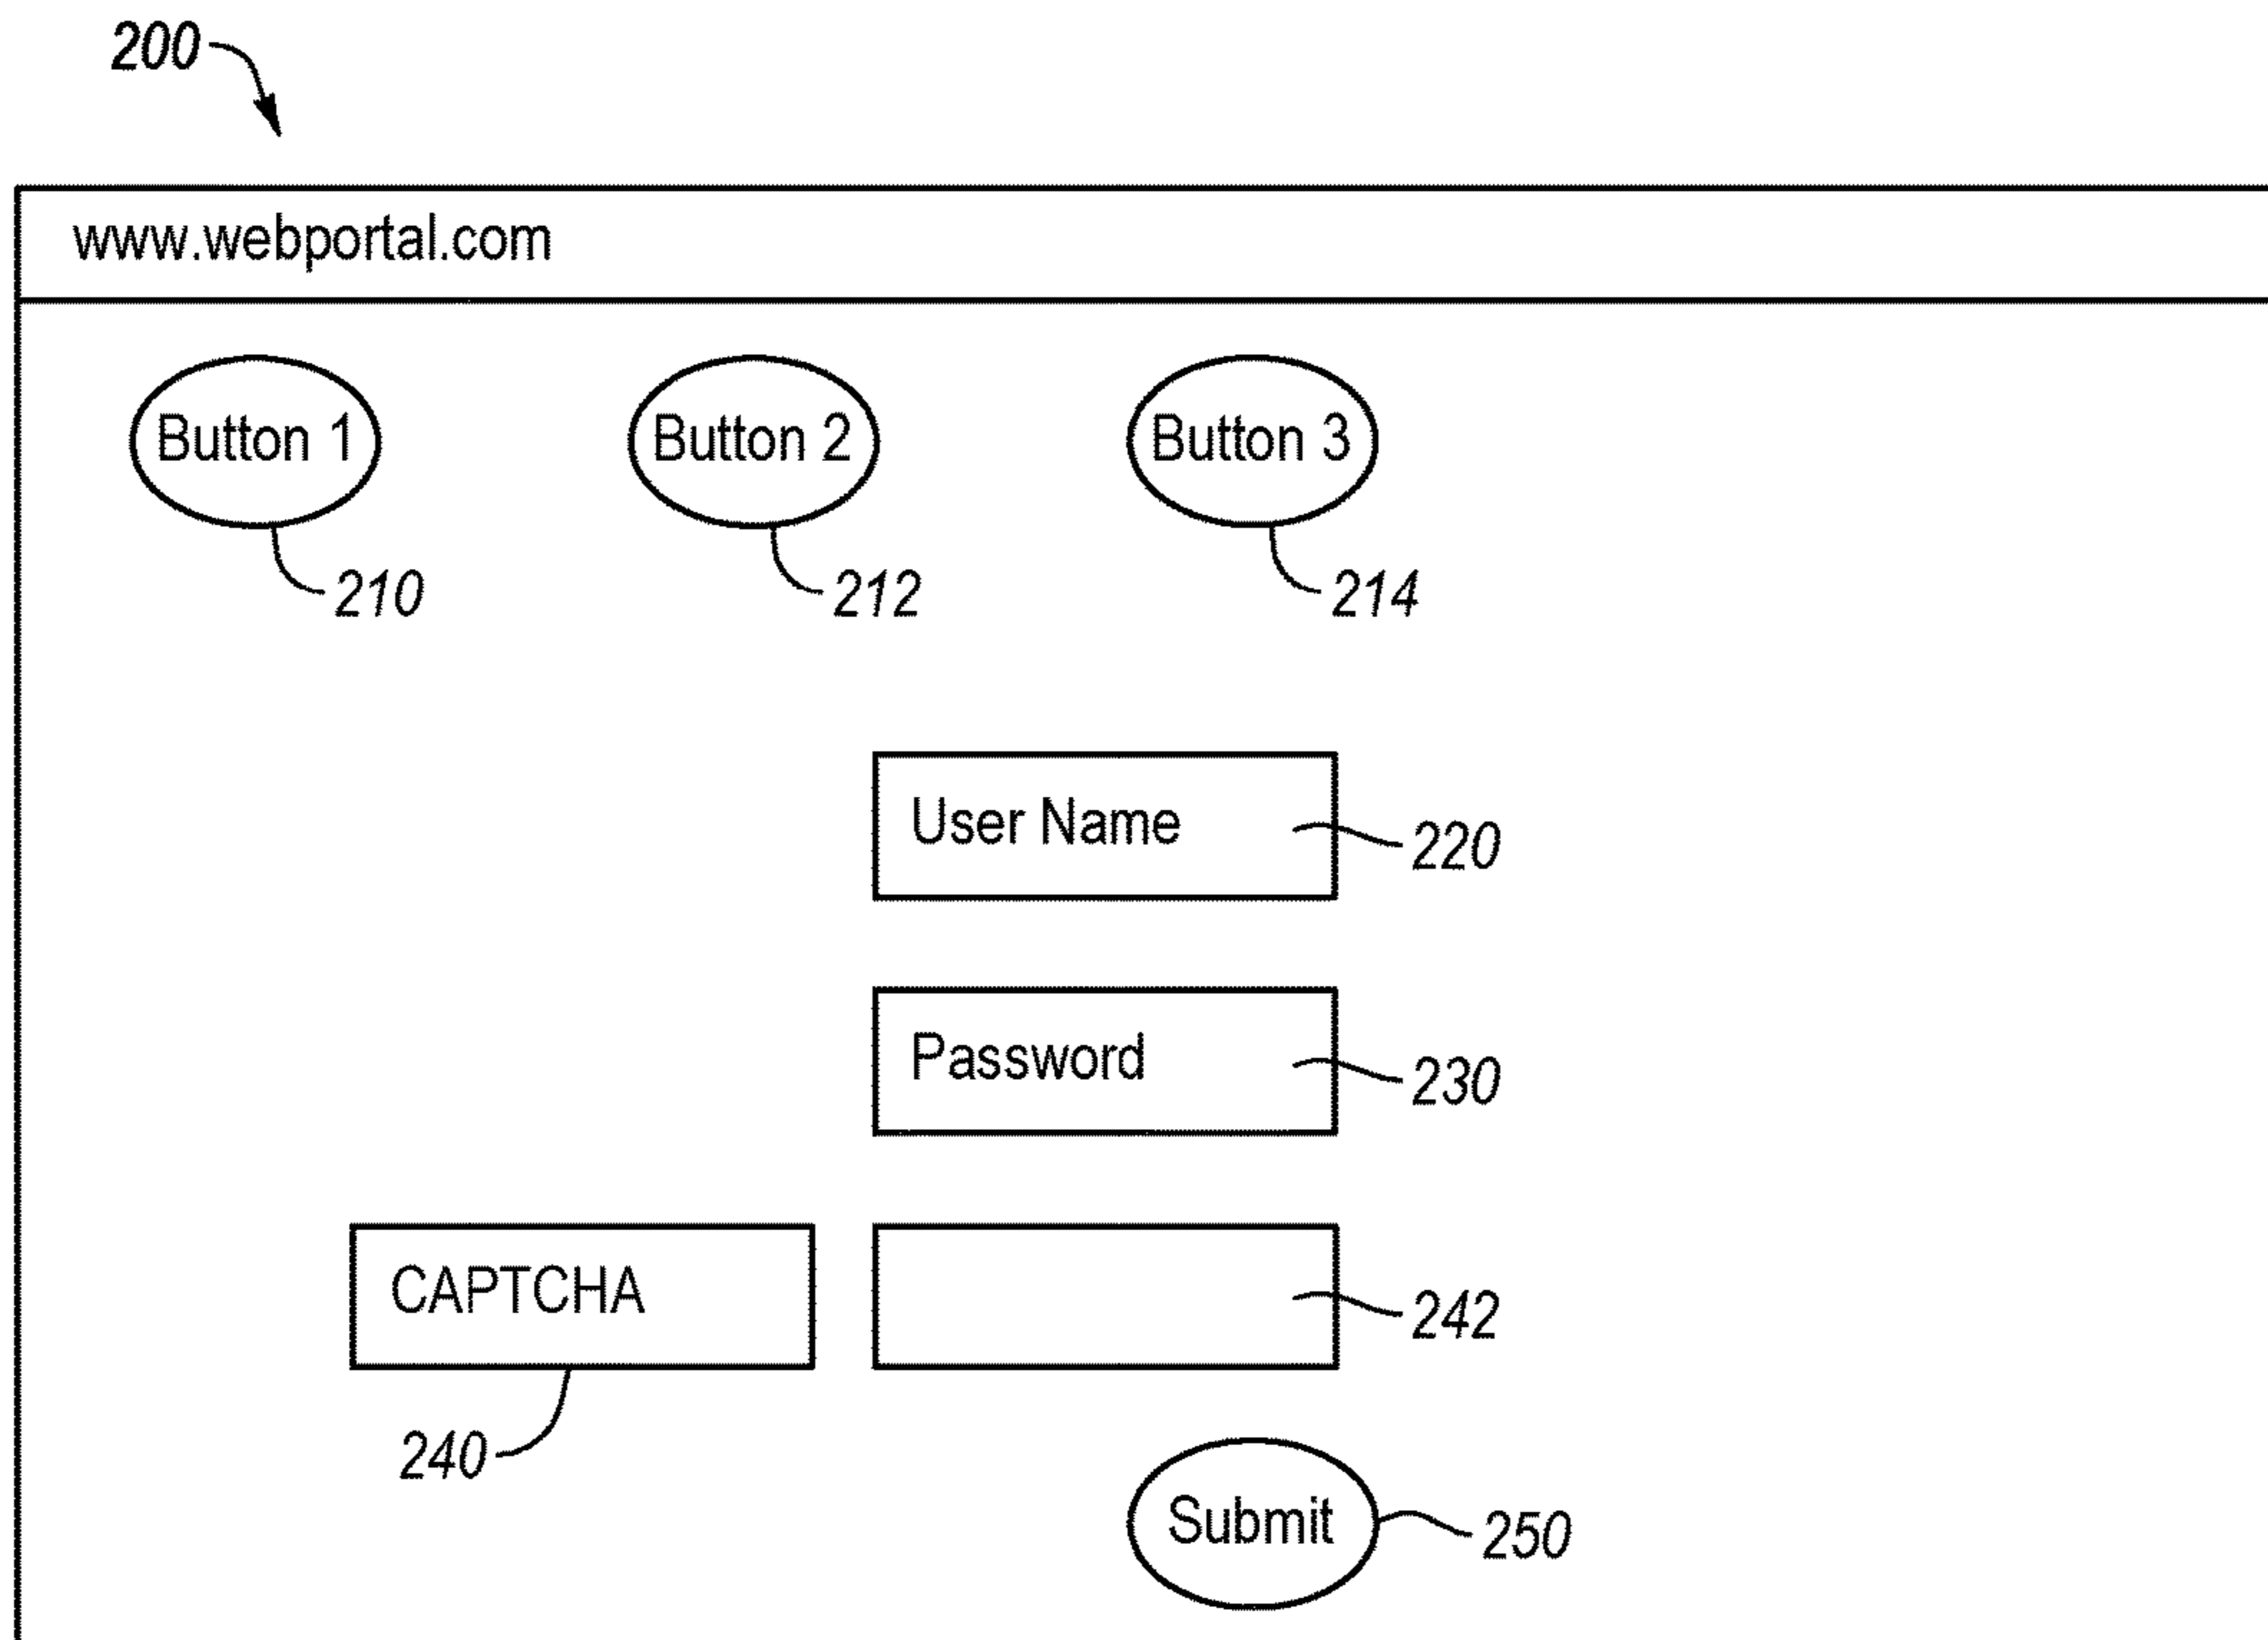 200
www.webportal.com
Button 1 Button 2 Button 3
210 212 214
User Name 220
Password 230
CAPTCHA 242
240
Submit 250